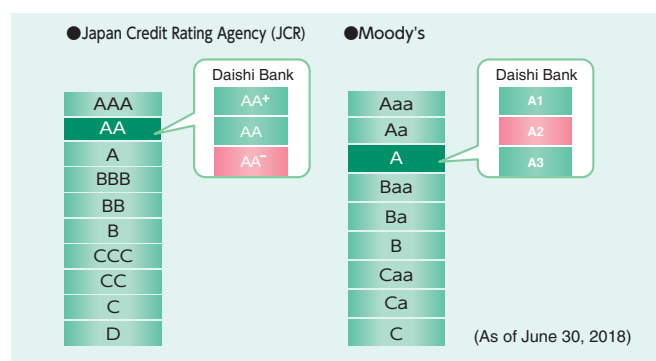 ●Japan Credit Rating Agency (JCR)
AAA
AA
A
BBB
BB
B
CCC
CC
C
D
Daishi Bank
AA+
AA
AA−
●Moody's
Aaa
Aa
A
Baa
Ba
B
Caa
Ca
C
Daishi Bank
A1
A2
A3
(As of June 30, 2018)